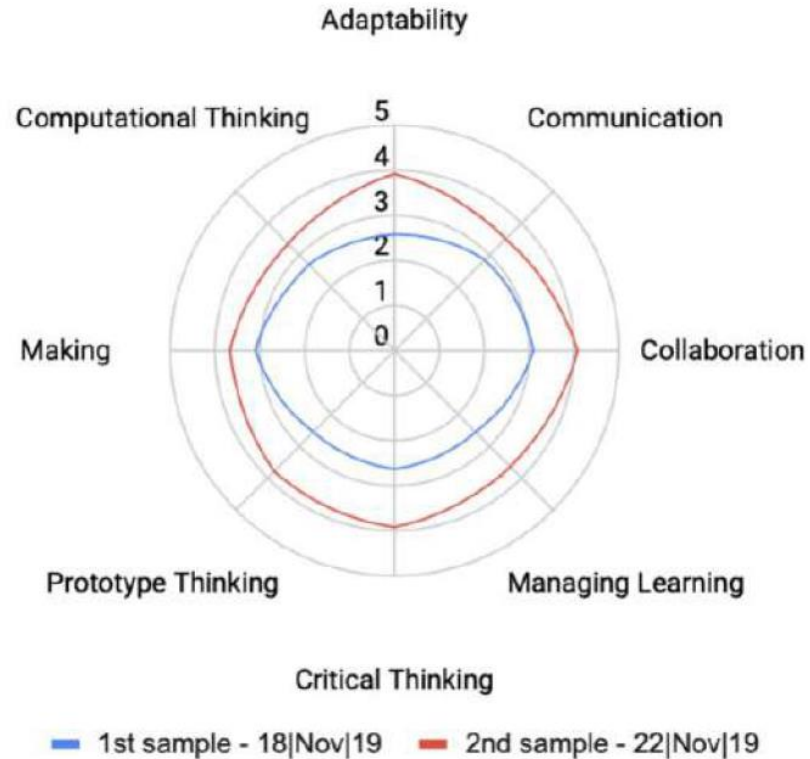 Adaptability
Computational Thinking
Communication
5
4
3
2
1
0
Making
Collaboration
Prototype Thinking
Managing Learning
Critical Thinking
1st sample - 18|Nov|19
2nd sample - 22|Nov|19